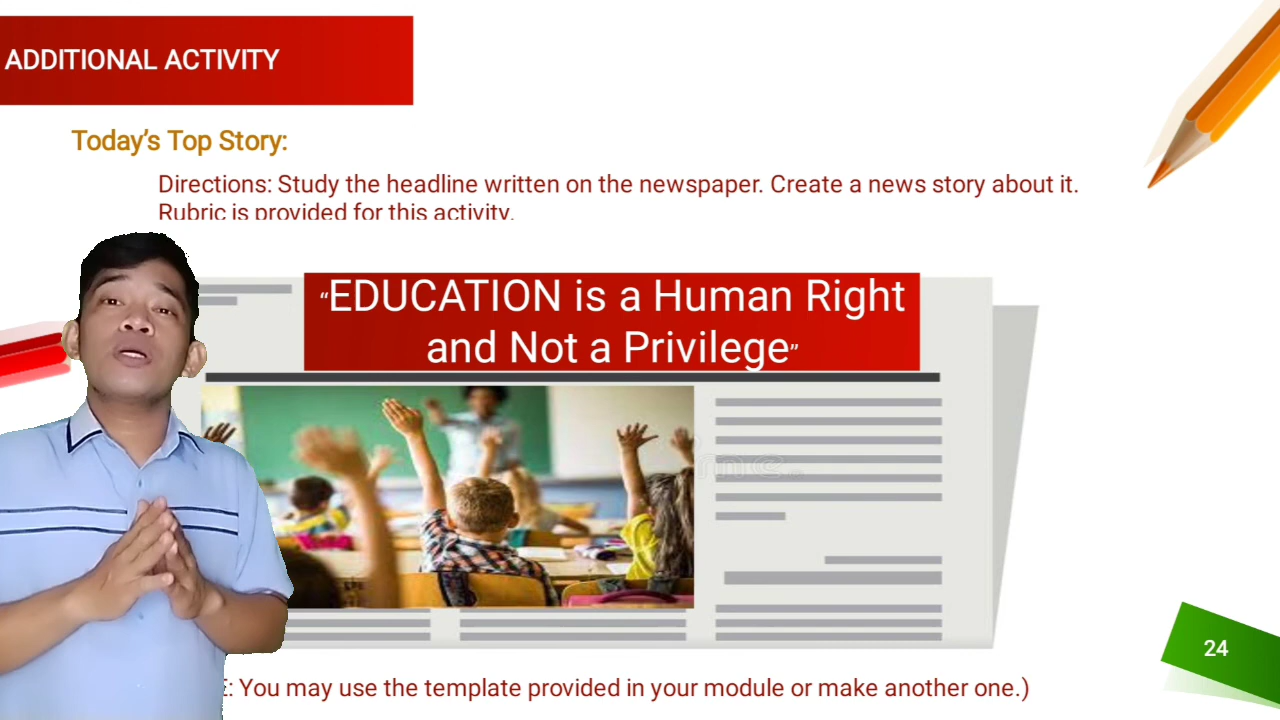 ADDITIONAL ACTIVITY
Today's Top Story:
Directions: Study the headline written on the newspaper. Create a news story about it.
Rubric is provided for this activity.
“EDUCATION is a Human Right
and Not a Privilege”
24
: You may use the template provided in your module or make another one.)